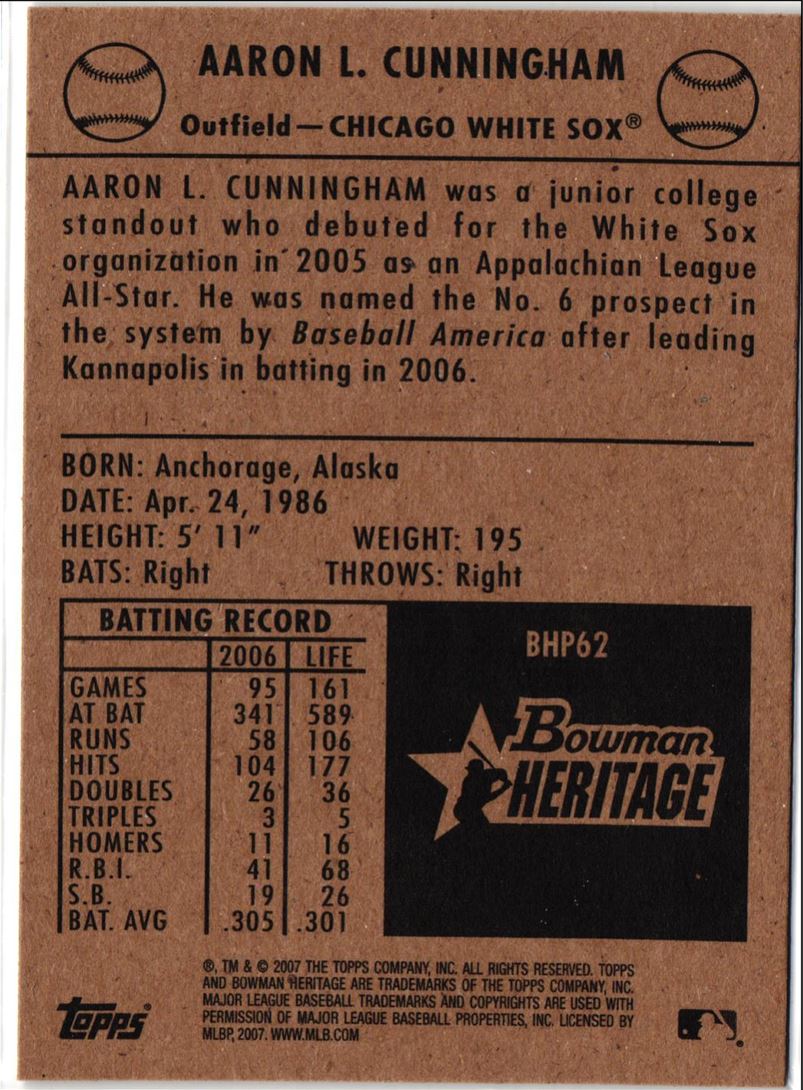 AARON L. CUNNINGHAM
Outfield — CHICAGO WHITE SOX®
AARON L. CUNNINGHAM was a junior college
standout who debuted for the White Sox
organization in 2005 as an Appalachian League
All-Star. He was named the No. 6 prospect in
the system by Baseball America after leading
Kannapolis in batting in 2006.
BORN: Anchorage, Alaska
DATE: Apr. 24, 1986
HEIGHT: 5' 11" WEIGHT: 195
BATS: Right THROWS: Right
BATTING RECORD
2006 LIFE
GAMES 95 161
AT BAT 341 589
RUNS 58 106
HITS 104 177
DOUBLES 26 36
TRIPLES 3 5
HOMERS 11 16
R.B.I. 41 68
S.B. 19 26
BAT. AVG .305 .301
BHP62
Bowman
HERITAGE
®, TM & © 2007 THE TOPPS COMPANY, INC. ALL RIGHTS RESERVED. TOPPS
AND BOWMAN HERITAGE ARE TRADEMARKS OF THE TOPPS COMPANY, INC.
MAJOR LEAGUE BASEBALL TRADEMARKS AND COPYRIGHTS ARE USED WITH
PERMISSION OF MAJOR LEAGUE BASEBALL PROPERTIES, INC. LICENSED BY
MLBP, 2007. WWW.MLB.COM
Topps®